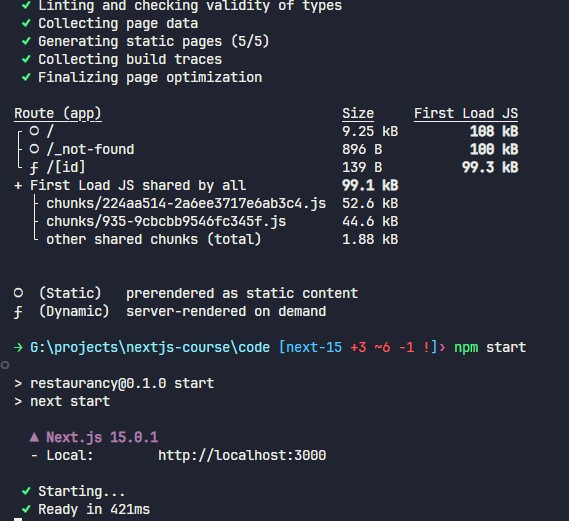 ✓ Linting and checking validity of types
✓ Collecting page data
✓ Generating static pages (5/5)
✓ Collecting build traces
✓ Finalizing page optimization
Route (app) Size First Load JS
┌ ○ / 9.25 kB 108 kB
├ ○ /_not-found 896 B 100 kB
└ ƒ /[id] 139 B 99.3 kB
+ First Load JS shared by all 99.1 kB
├ chunks/224aa514-2a6ee3717e6ab3c4.js 52.6 kB
├ chunks/935-9cbcbb9546fc345f.js 44.6 kB
└ other shared chunks (total) 1.88 kB
○ (Static) prerendered as static content
ƒ (Dynamic) server-rendered on demand
→ G:\projects\nextjs-course\code [next-15 +3 ~6 -1 !]› npm start
> restaurancy@0.1.0 start
> next start
▲ Next.js 15.0.1
- Local: http://localhost:3000
✓ Starting...
✓ Ready in 421ms